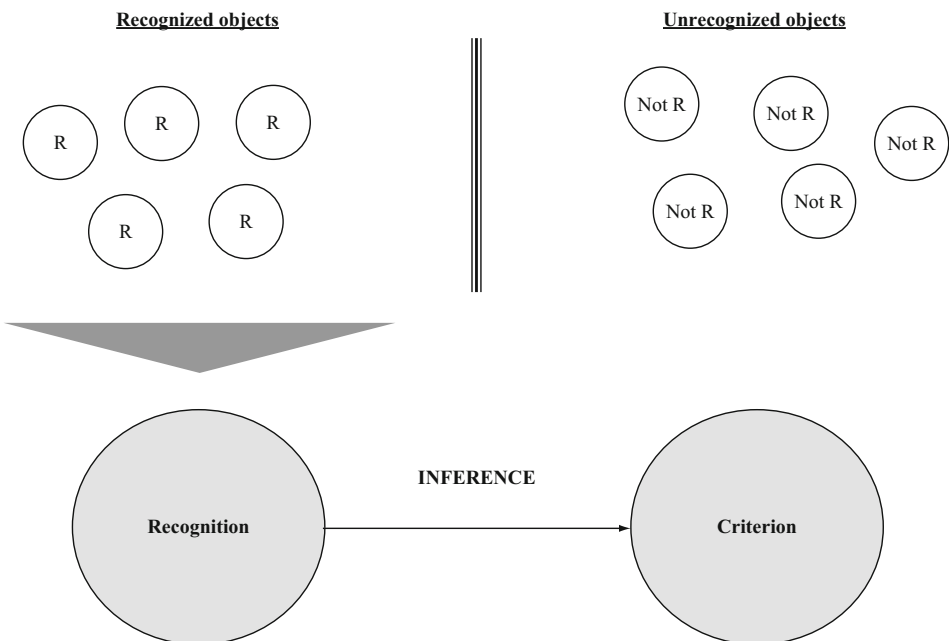 Recognized objects
Unrecognized objects
R
R
R
R
R
Not R
Not R
Not R
Not R
Not R
INFERENCE
Recognition
Criterion